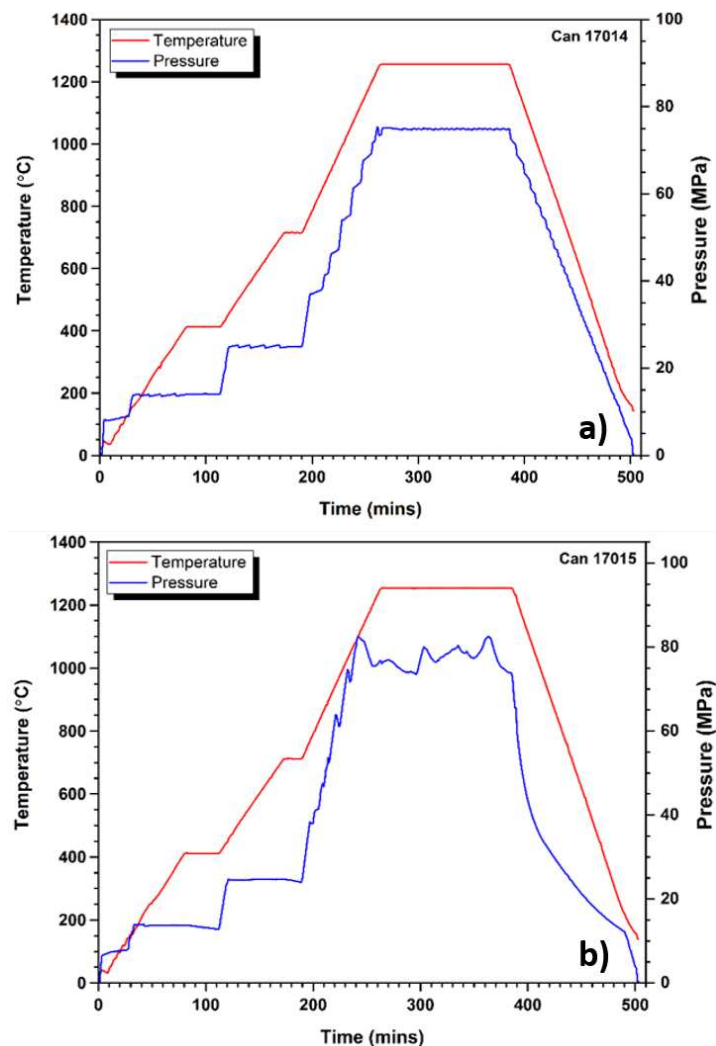 Can 17014
Temperature
Pressure
1400
1200
1000
800
600
400
200
0
Temperature (°C)
100
80
60
40
20
0
Pressure (MPa)
0 100 200 300 400 500
Time (mins)
a)
Can 17015
Temperature
Pressure
1400
1200
1000
800
600
400
200
0
Temperature (°C)
100
80
60
40
20
0
Pressure (MPa)
0 100 200 300 400 500
Time (mins)
b)